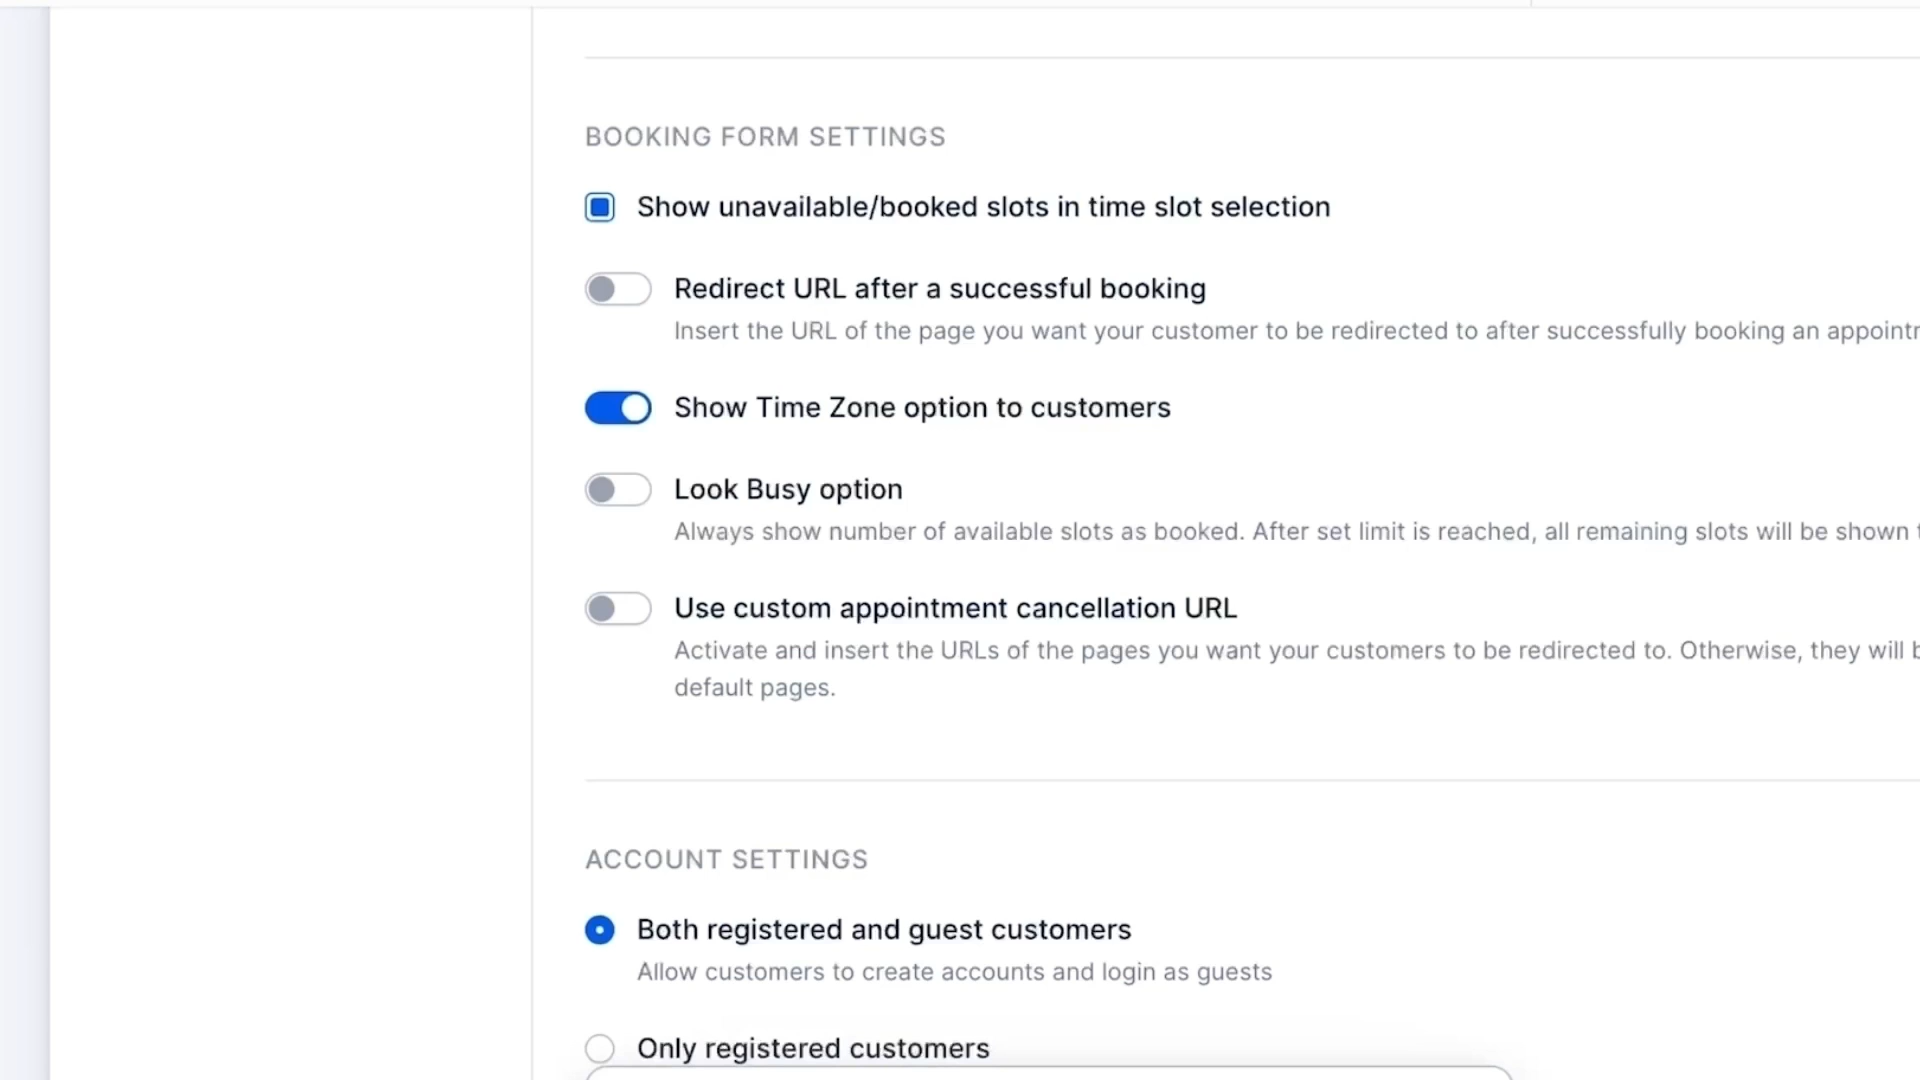 BOOKING FORM SETTINGS
Show unavailable/booked slots in time slot selection
Redirect URL after a successful booking
Insert the URL of the page you want your customer to be redirected to after successfully booking an
Show Time Zone option to customers
Look Busy option
Always show number of available slots as booked. After set limit is reached, all remaining slots will be shown
Use custom appointment cancellation URL
Activate and insert the URLs of the pages you want your customers to be redirected to. Otherwise, they will
default pages.
ACCOUNT SETTINGS
Both registered and guest customers
Allow customers to create accounts and login as guests
Only registered customers